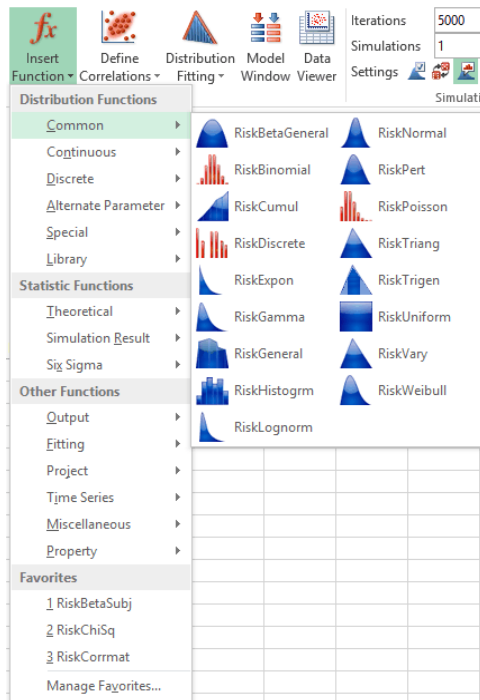 Insert Function
Define Correlations
Distribution Fitting
Model Window
Data Viewer
Iterations 5000
Simulations 1
Settings
Simulati
Distribution Functions
Common
Continuous
Discrete
Alternate Parameter
Special
Library
Statistic Functions
Theoretical
Simulation Result
Six Sigma
Other Functions
Output
Fitting
Project
Time Series
Miscellaneous
Property
Favorites
1 RiskBetaSubj
2 RiskChiSq
3 RiskCorrmat
Manage Favorites...
RiskBetaGeneral
RiskBinomial
RiskCumul
RiskDiscrete
RiskExpon
RiskGamma
RiskGeneral
RiskHistogrm
RiskLognorm
RiskNormal
RiskPert
RiskPoisson
RiskTriang
RiskTrigen
RiskUniform
RiskVary
RiskWeibull